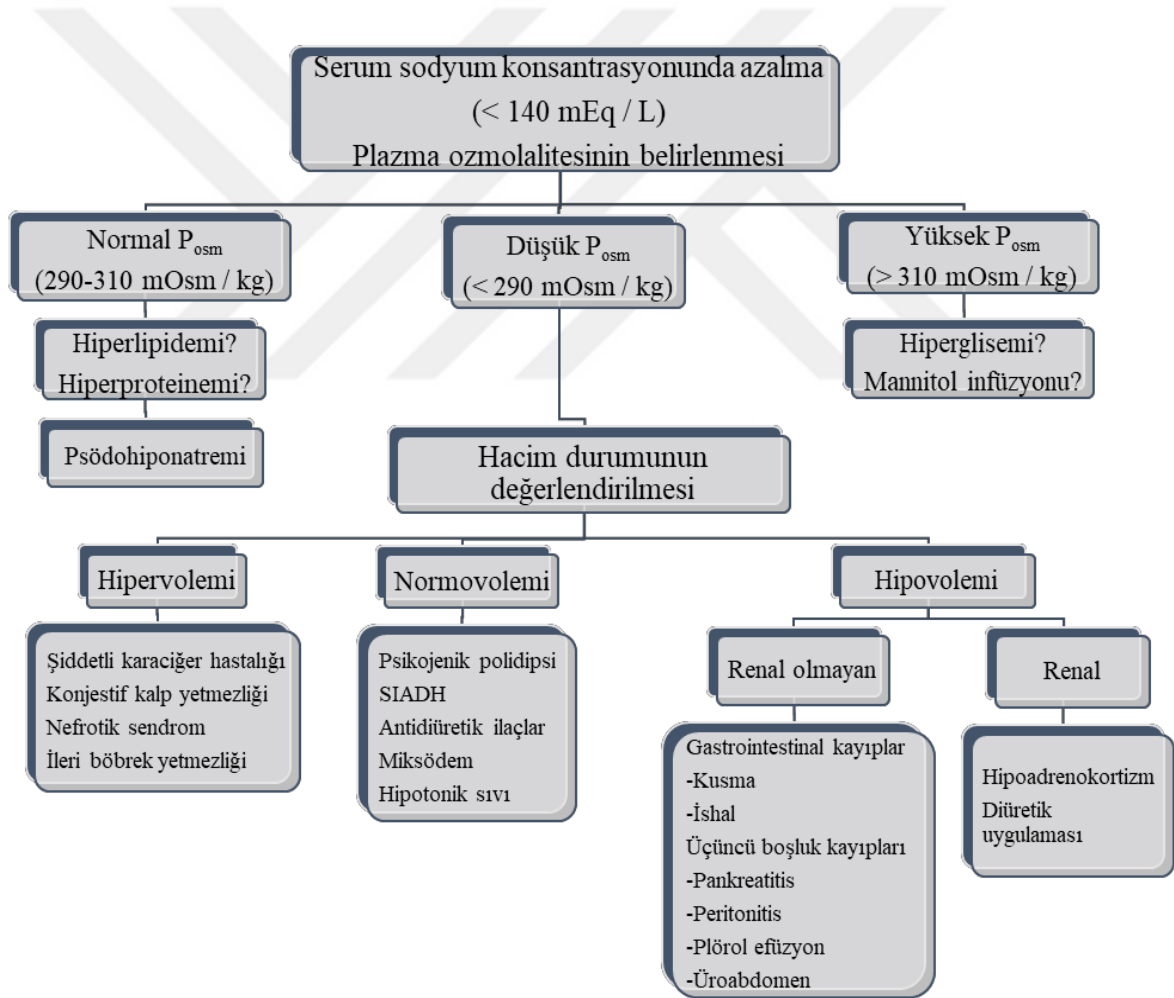 Serum sodyum konsantrasyonunda azalma
(< 140 mEq / L)
Plazma ozmolalitesinin belirlenmesi
Normal Posm
(290-310 mOsm / kg)
Düşük Posm
(< 290 mOsm / kg)
Yüksek Posm
(> 310 mOsm / kg)
Hiperlipidemi?
Hiperproteinemi?
Hiperglisemi?
Mannitol infüzyonu?
Psödohiponatremi
Hacim durumunun
değerlendirilmesi
Hipervolemi
Normovolemi
Hipovolemi
Şiddetli karaciğer hastalığı
Konjestif kalp yetmezliği
Nefrotik sendrom
İleri böbrek yetmezliği
Psikojenik polidipsi
SIADH
Antidiüretik ilaçlar
Miksödem
Hipotonik sıvı
Renal olmayan
Renal
Gastrointestinal kayıplar
-Kusma
-İshal
Üçüncü boşluk kayıpları
-Pankreatitis
-Peritonitis
-Plörol efüzyon
-Üroabdomen
Hipoadrenokortizm
Diüretik
uygulaması